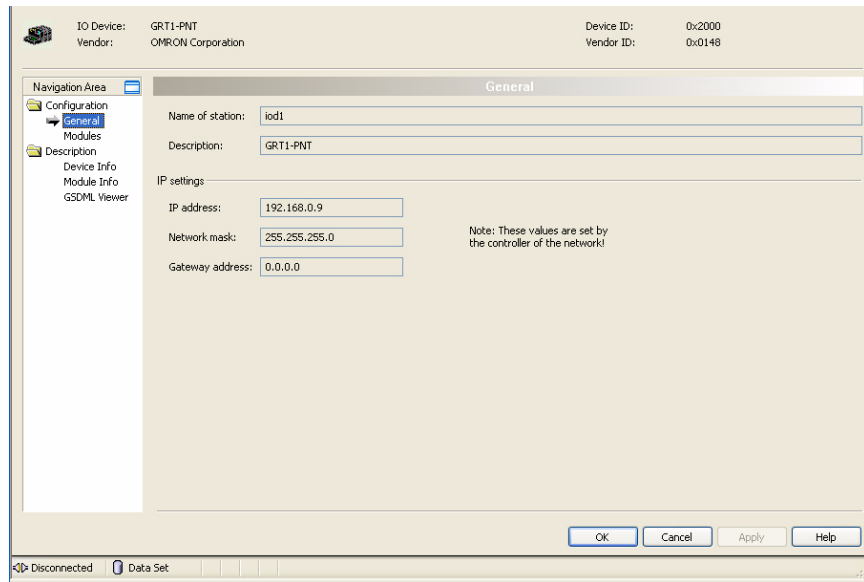 IO Device: GRT1-PNT Device ID: 0x2000
Vendor: OMRON Corporation Vendor ID: 0x0148
Navigation Area
Configuration
General
Modules
Description
Device Info
Module Info
GSDML Viewer
General
Name of station: iod1
Description: GRT1-PNT
IP settings
IP address: 192.168.0.9
Network mask: 255.255.255.0
Gateway address: 0.0.0.0
Note: These values are set by
the controller of the network!
OK Cancel Apply Help
Disconnected Data Set